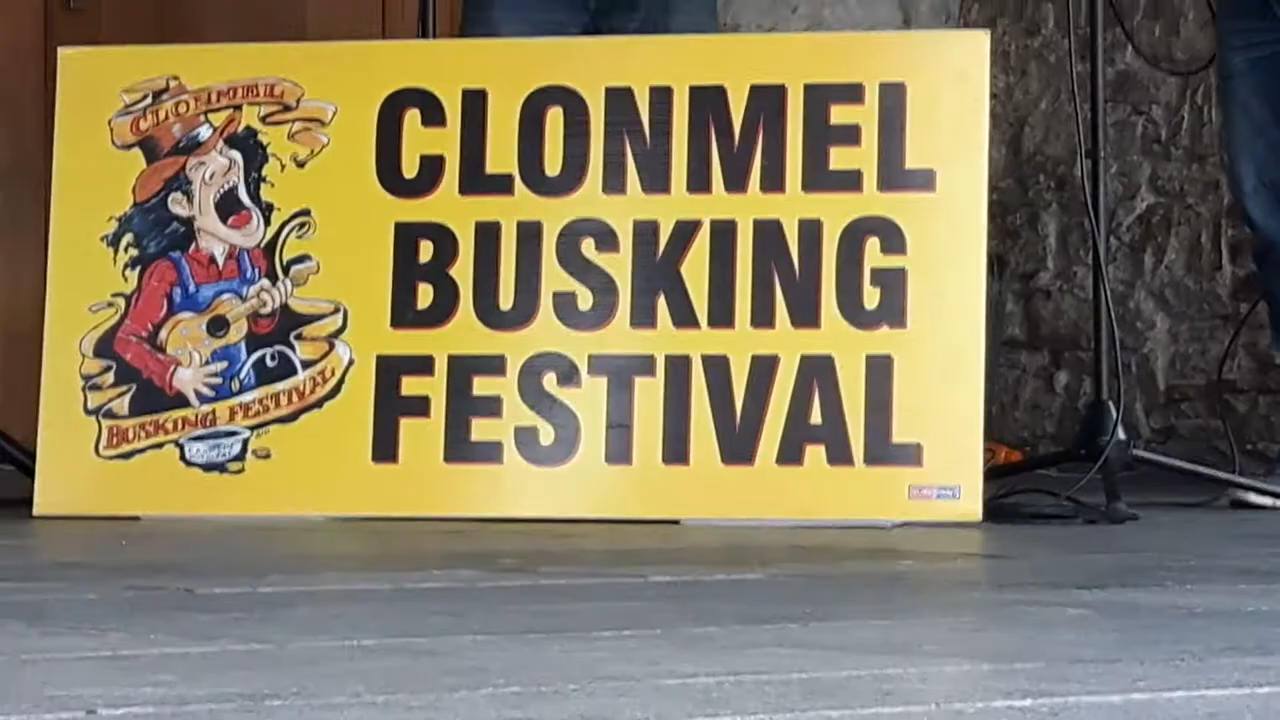 CLONMEL
BUSKING FESTIVAL
CLONMEL
BUSKING
FESTIVAL